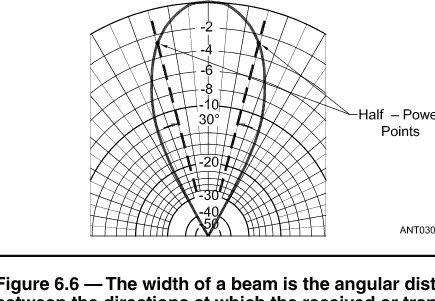 -2
-4
-6
-8
-10
30°
-20
-30
-40
-50
Half – Powe
Points
ANT030
Figure 6.6 — The width of a beam is the angular dist
between the directions at which the received or tra